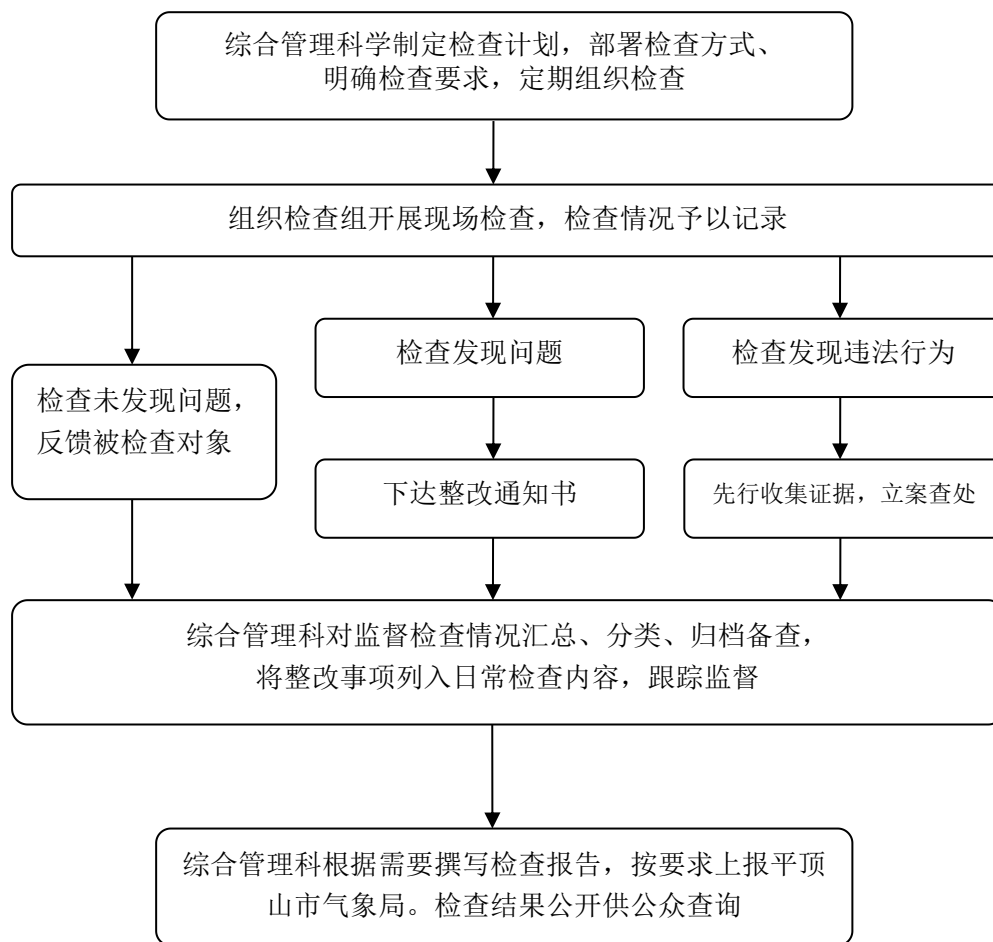 综合管理科学制定检查计划，部署检查方式、
明确检查要求，定期组织检查
组织检查组开展现场检查，检查情况予以记录
检查未发现问题，
反馈被检查对象
检查发现问题
下达整改通知书
检查发现违法行为
先行收集证据，立案查处
综合管理科对监督检查情况汇总、分类、归档备查，
将整改事项列入日常检查内容，跟踪监督
综合管理科根据需要撰写检查报告，按要求上报平顶
山市气象局。检查结果公开供公众查询